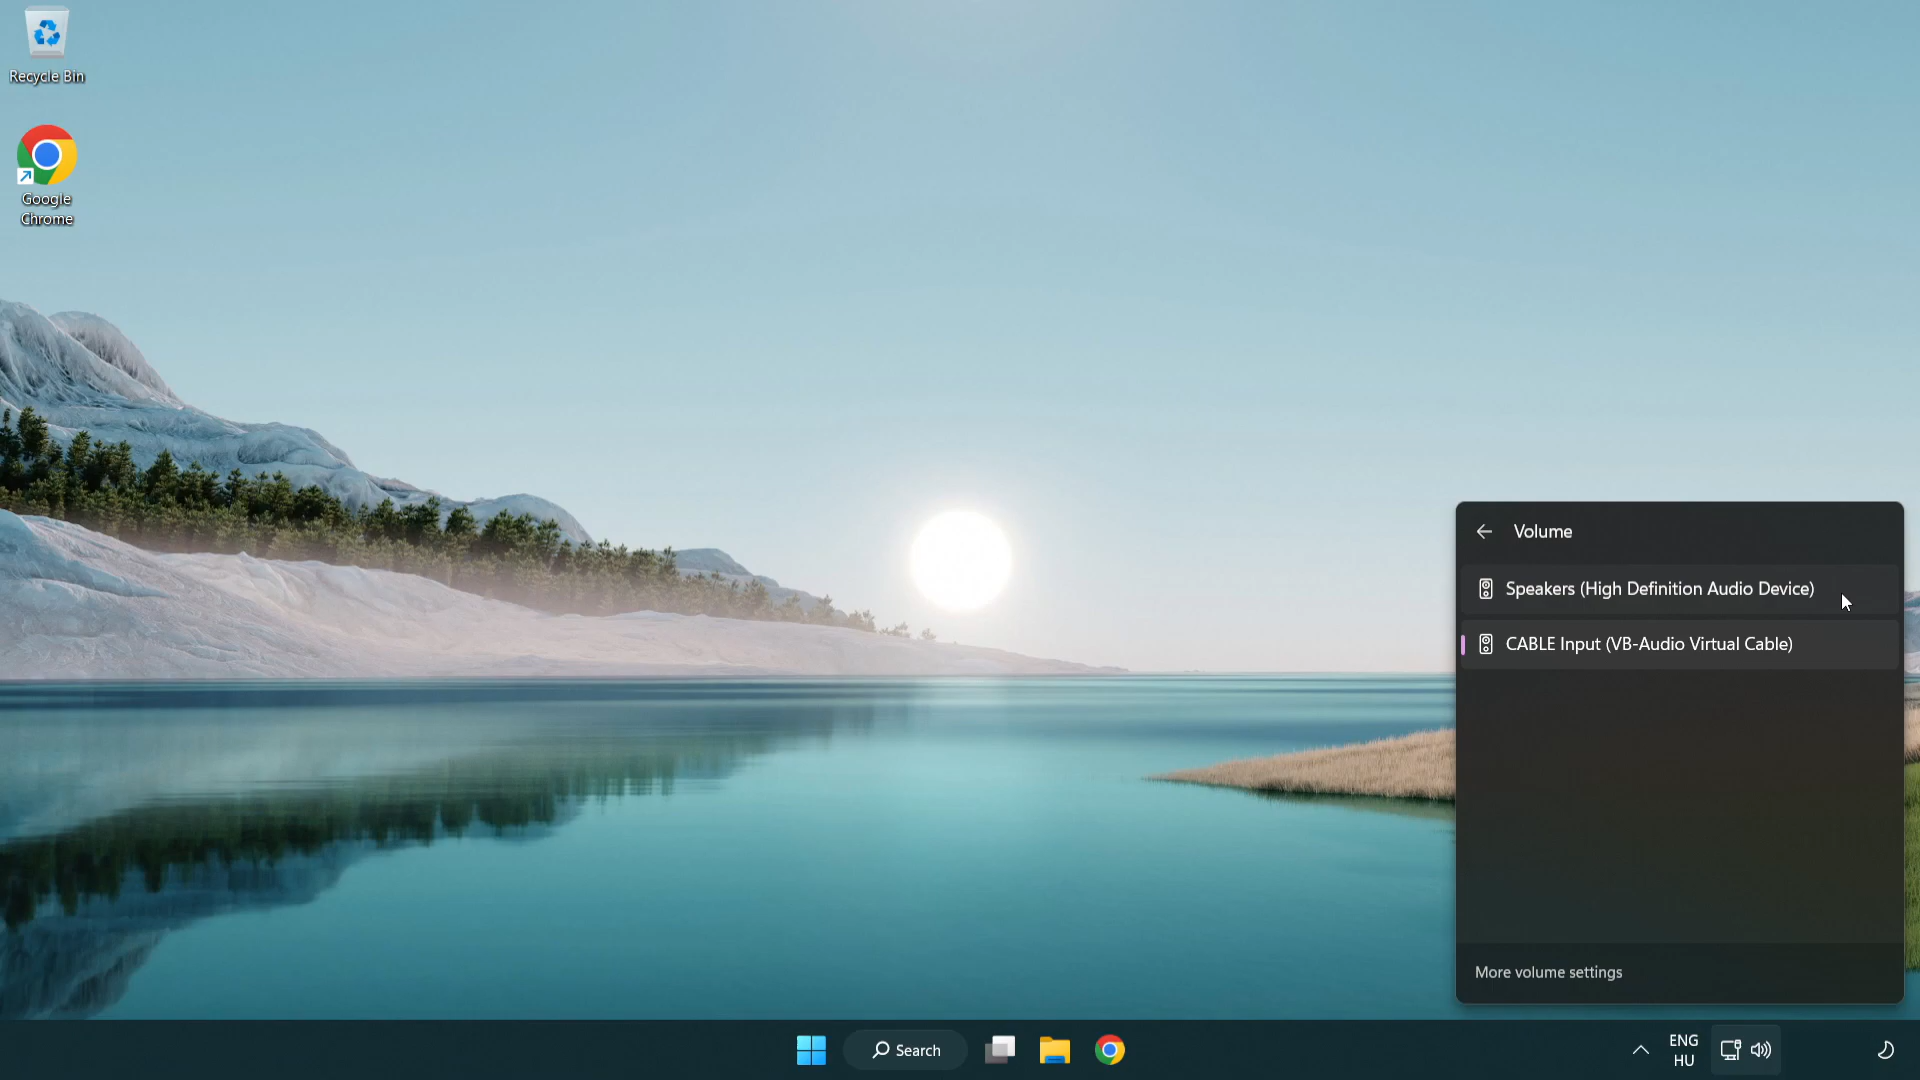 Recycle Bin
Google
Chrome
Volume
Speakers (High Definition Audio Device)
CABLE Input (VB-Audio Virtual Cable)
More volume settings
Search
ENG
HU